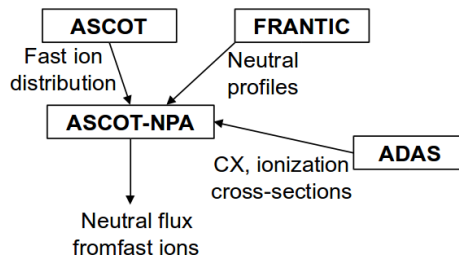 ASCOT
FRANTIC
Fast ion
distribution
Neutral
profiles
ASCOT-NPA
ADAS
CX, ionization
cross-sections
Neutral flux
fromfast ions